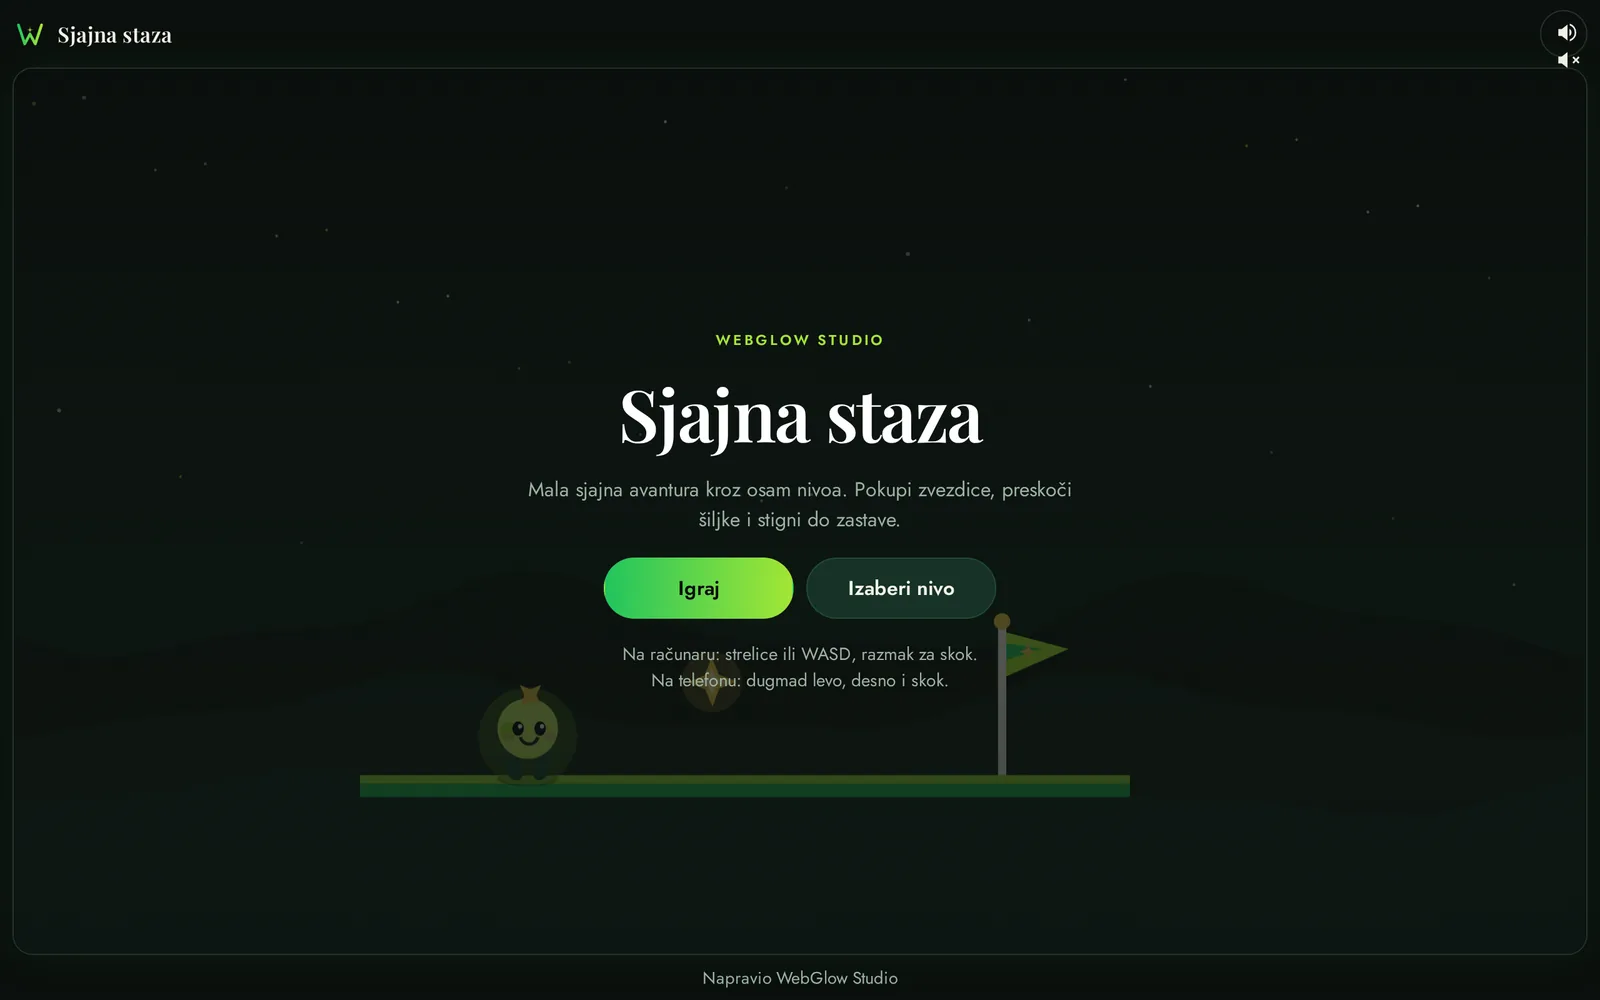 Sjajna staza
WEBGLOW STUDIO
Sjajna staza
Mala sjajna avantura kroz osam nivoa. Pokupi zvezdice, preskoči
šiljke i stigni do zastave.
Igraj
Izaberi nivo
Na računaru: strelice ili WASD, razmak za skok.
Na telefonu: dugmad levo, desno i skok.
Napravio WebGlow Studio